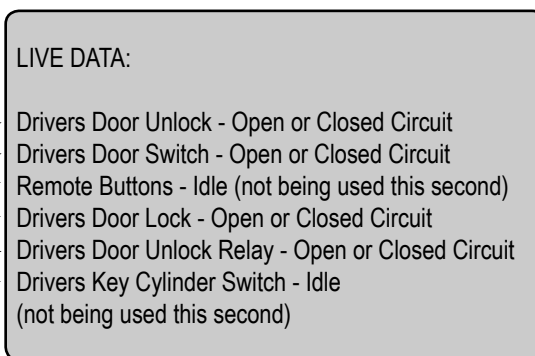 LIVE DATA:
Drivers Door Unlock - Open or Closed Circuit
Drivers Door Switch - Open or Closed Circuit
Remote Buttons - Idle (not being used this second)
Drivers Door Lock - Open or Closed Circuit
Drivers Door Unlock Relay - Open or Closed Circuit
Drivers Key Cylinder Switch - Idle
(not being used this second)